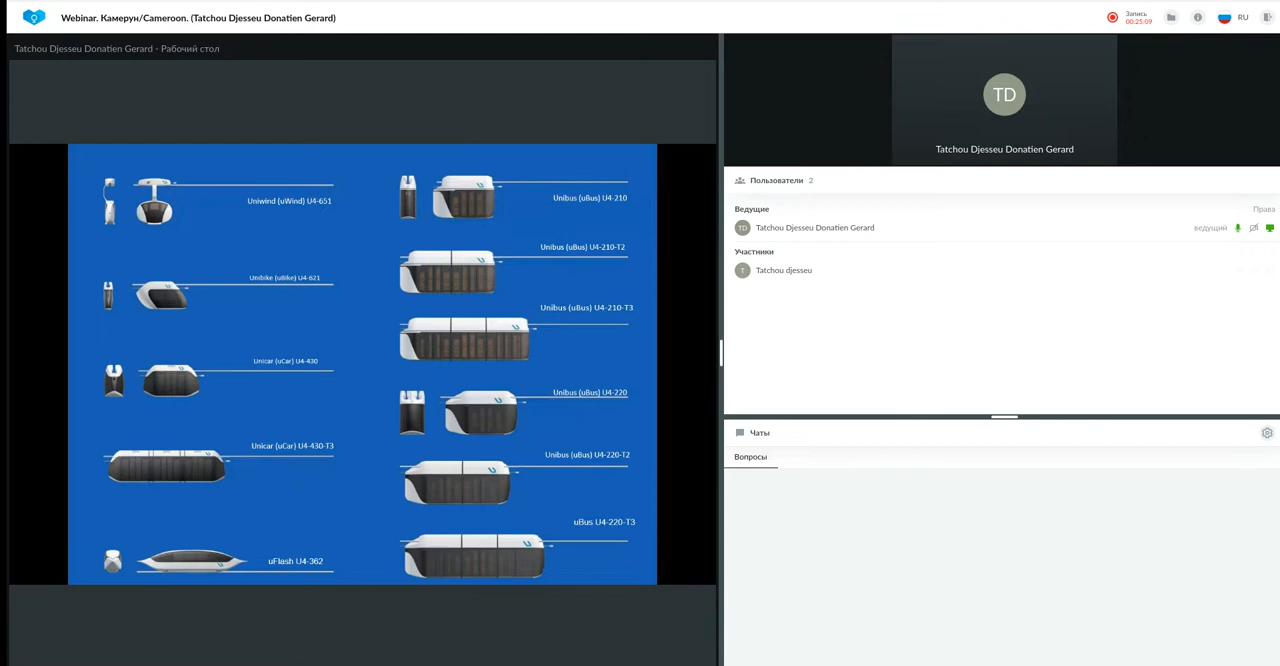 Webinar. Камерун/Cameroon. (Tatchou Djesseu Donatien Gerard)
Запись
00:25:09
RU
Tatchou Djesseu Donatien Gerard - Рабочий стол
Uniwind (uWind) U4-651
Unibike (uBike) U4-621
Unicar (uCar) U4-430
Unicar (uCar) U4-430-T3
uFlash U4-362
Unibus (uBus) U4-210
Unibus (uBus) U4-210-T2
Unibus (uBus) U4-210-T3
Unibus (uBus) U4-220
Unibus (uBus) U4-220-T2
uBus U4-220-T3
TD
Tatchou Djesseu Donatien Gerard
Пользователи 2
Ведущие Права
TD Tatchou Djesseu Donatien Gerard ведущий
Участники
T Tatchou djesseu
Чаты
Вопросы